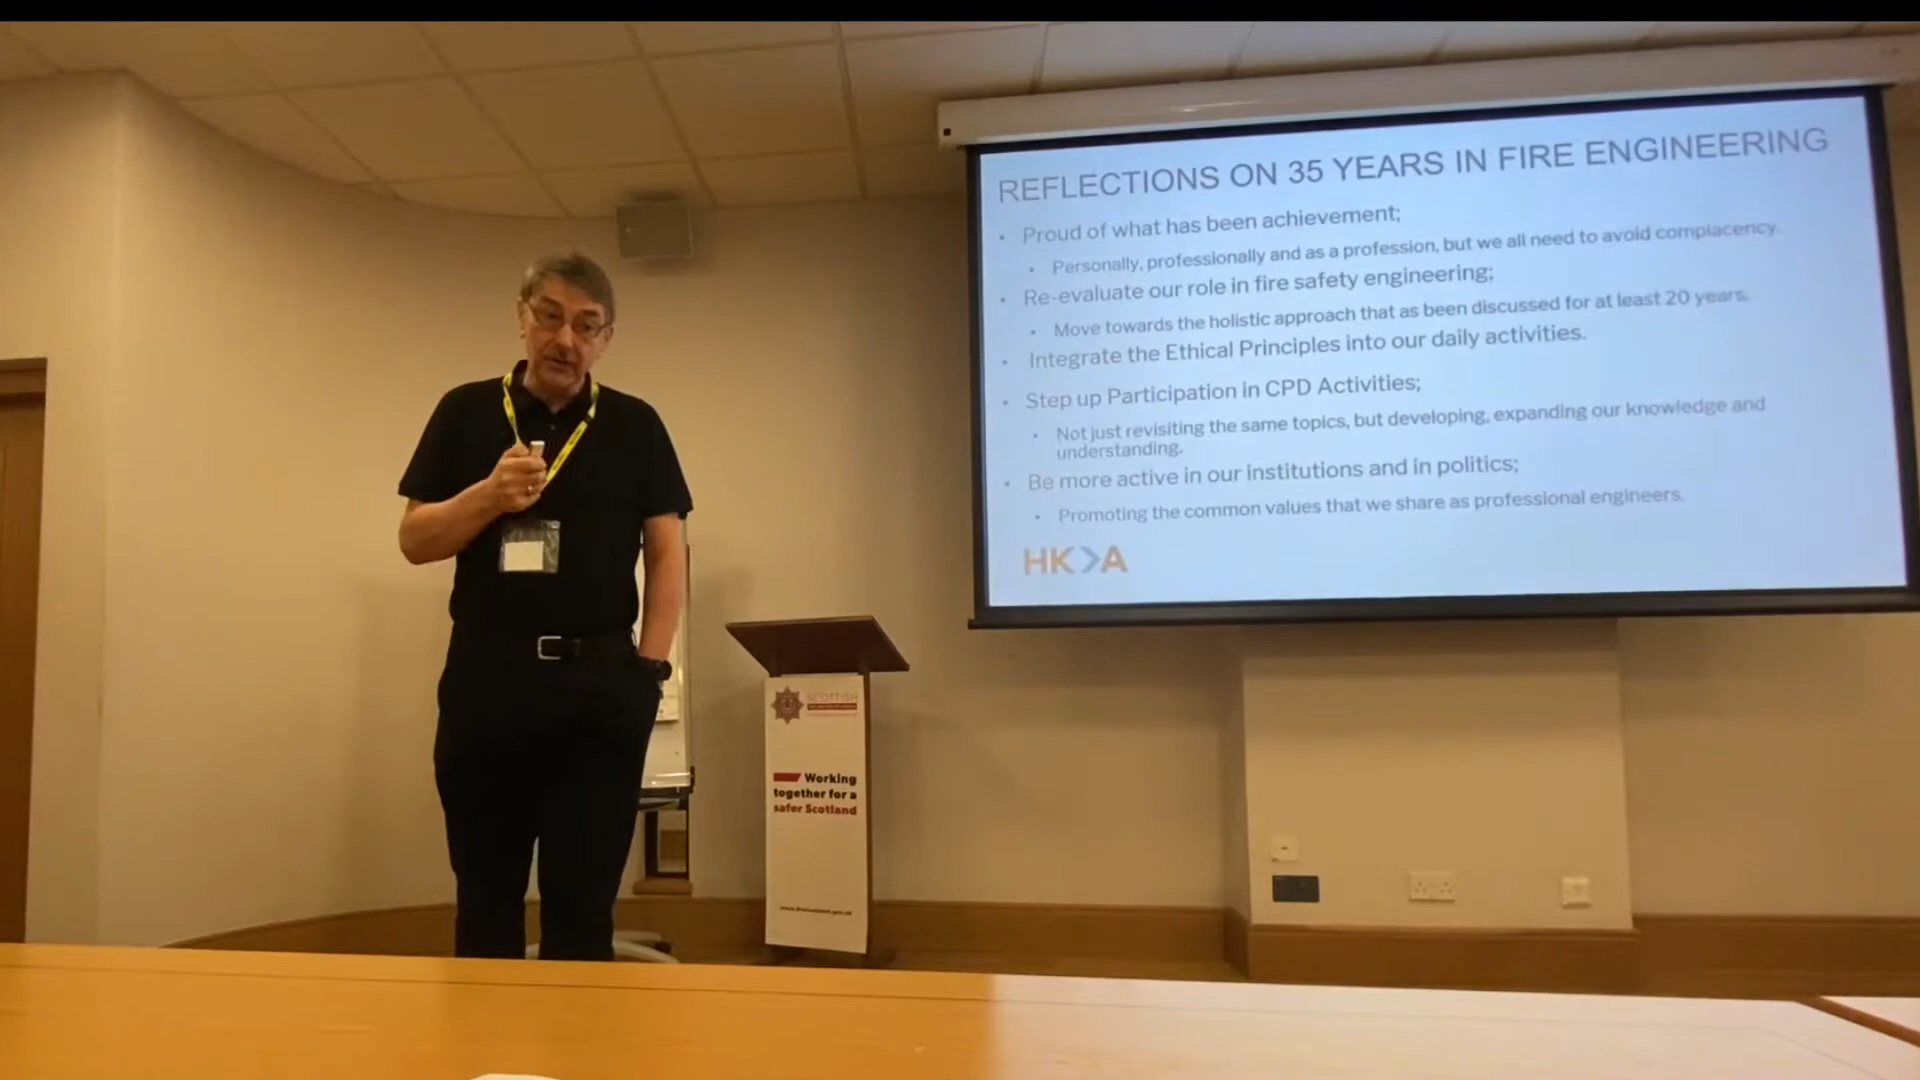 REFLECTIONS ON 35 YEARS IN FIRE ENGINEERING
• Proud of what has been achievement;
• Personally, professionally and as a profession, but we all need to avoid complacency.
• Re-evaluate our role in fire safety engineering;
• Move towards the holistic approach that as been discussed for at least 20 years.
• Integrate the Ethical Principles into our daily activities.
• Step up Participation in CPD Activities;
• Not just revisiting the same topics, but developing, expanding our knowledge and
understanding.
• Be more active in our institutions and in politics;
• Promoting the common values that we share as professional engineers.
HK>A
SCOTTISH
Working
together for a
safer Scotland